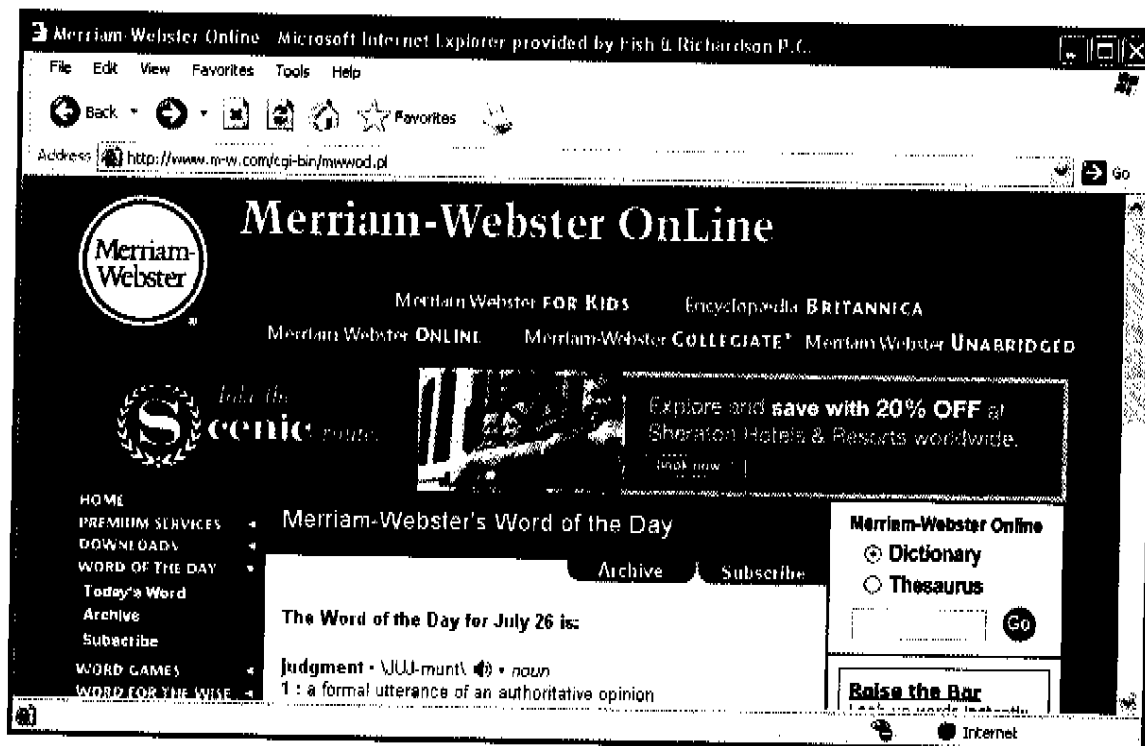 Merriam-Webster Online - Microsoft Internet Explorer provided by Fish & Richardson P.C.
File Edit View Favorites Tools Help
Back Favorites
Address http://www.m-w.com/cgi-bin/mwwod.pl Go
Merriam-Webster
Merriam-Webster OnLine
Merriam Webster FOR KIDS Encyclopædia BRITANNICA
Merriam Webster ONLINE Merriam-Webster COLLEGIATE® Merriam Webster UNABRIDGED
Take the
Scenic route.
Explore and save with 20% OFF at
Sheraton Hotels & Resorts worldwide.
Book now
HOME
PREMIUM SERVICES
DOWNLOADS
WORD OF THE DAY
Today's Word
Archive
Subscribe
WORD GAMES
WORD FOR THE WISE
Merriam-Webster's Word of the Day
Archive Subscribe
The Word of the Day for July 26 is:
judgment • \JUJ-munt\ • noun
1 : a formal utterance of an authoritative opinion
Merriam-Webster Online
Dictionary
Thesaurus
Go
Raise the Bar
Look up words instantly
Internet